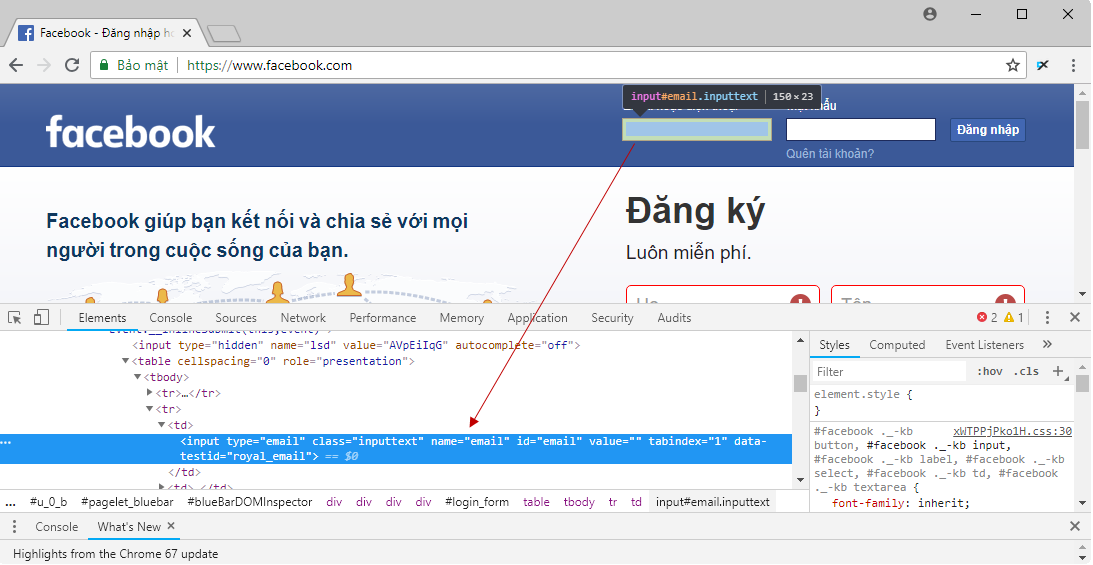 Facebook - Đăng nhập h
Bảo mật
https://www.facebook.com
input#email.inputtext 150 × 23
facebook
Đăng nhập
Quên tài khoản?
Facebook giúp bạn kết nối và chia sẻ với mọi
người trong cuộc sống của bạn.
Đăng ký
Luôn miễn phí.
Họ
Tên
Elements Console Sources Network Performance Memory Application Security Audits 2 1
<input type="hidden" name="lsd" value="AVpEiIqG" autocomplete="off">
<table cellspacing="0" role="presentation">
<tbody>
<tr>…</tr>
<tr>
<td>
... <input type="email" class="inputtext" name="email" id="email" value="" tabindex="1" data-
testid="royal_email"> == $0
</td>
<td>…</td>
... #u_0_b #pagelet_bluebar #blueBarDOMInspector div div div div #login_form table tbody tr td input#email.inputtext
Styles Computed Event Listeners »
Filter :hov .cls +
element.style {
}
#facebook ._-kb xWTPPjPko1H.css:30
button, #facebook ._-kb input,
#facebook ._-kb label, #facebook ._-kb
select, #facebook ._-kb td, #facebook
._-kb textarea {
font-family: inherit;
Console What's New ×
Highlights from the Chrome 67 update